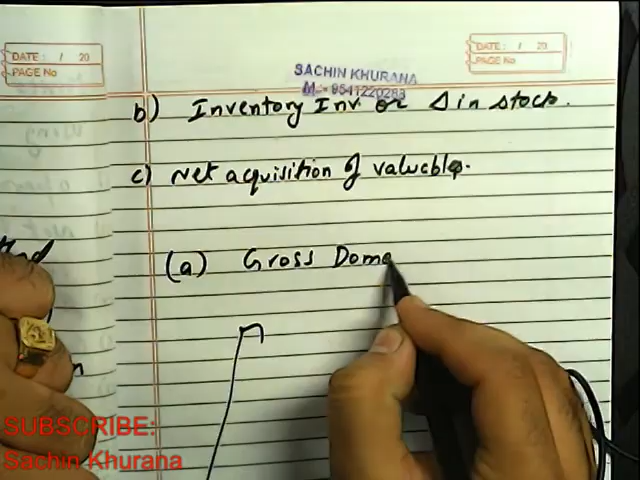 DATE: / 20
PAGE No
DATE: / 20
PAGE No
SACHIN KHURANA
M.:- 9541220283
b) Inventory Inv. or Δ in stock.
c) Net acquisition of valuable.
(a) Gross Dome
SUBSCRIBE:
Sachin Khurana